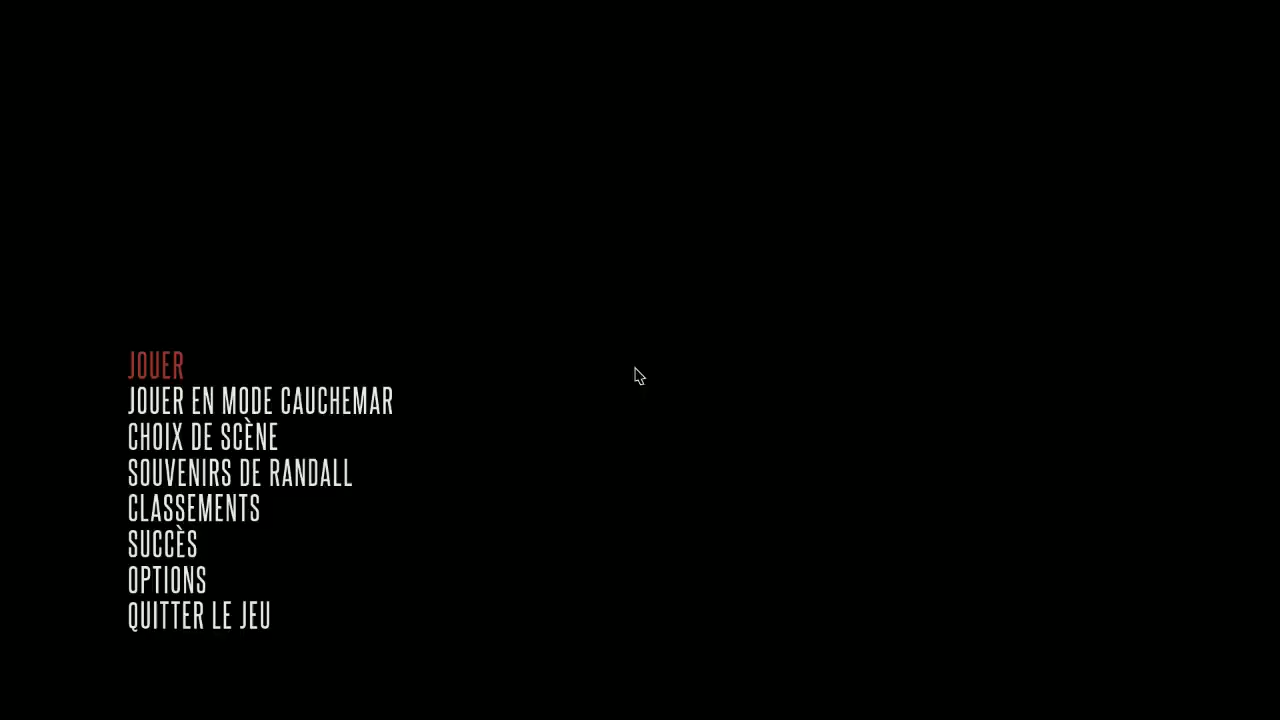 JOUER
JOUER EN MODE CAUCHEMAR
CHOIX DE SCÈNE
SOUVENIRS DE RANDALL
CLASSEMENTS
SUCCÈS
OPTIONS
QUITTER LE JEU